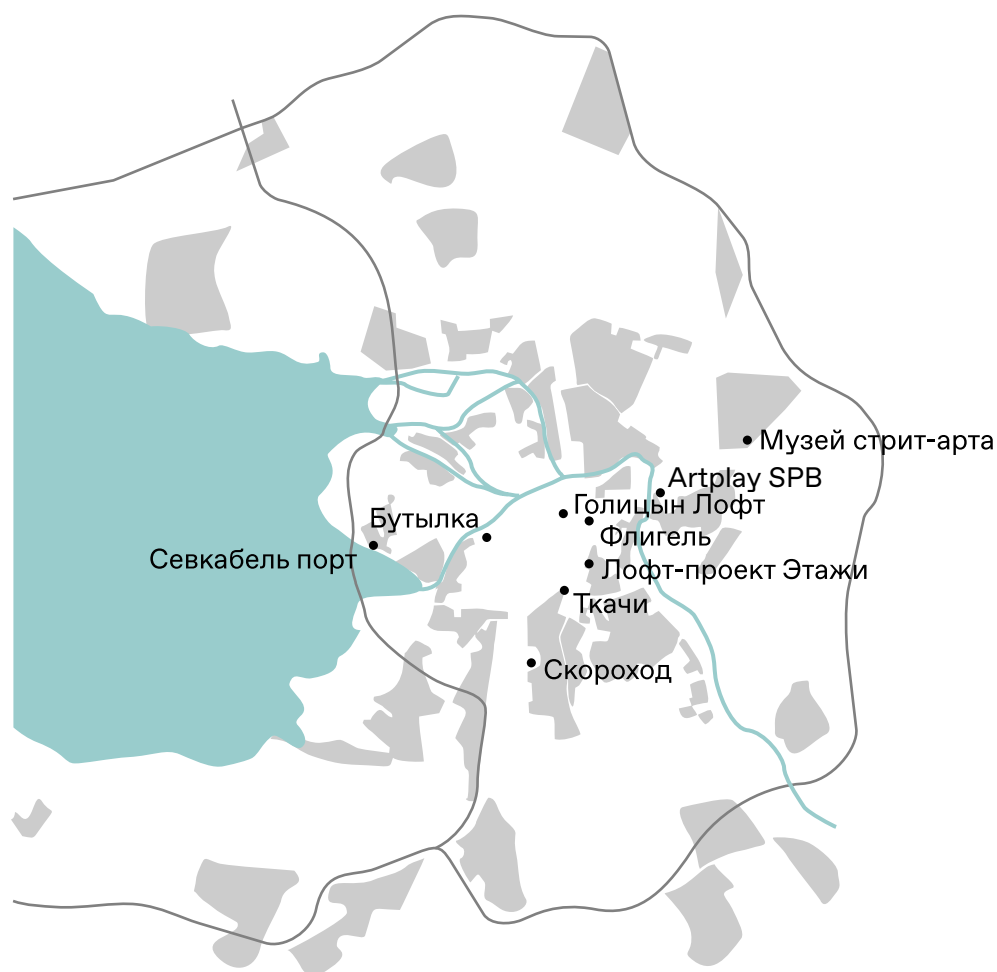 Музей стрит-арта
Artplay SPB
Голицын Лофт
Бутылка
Флигель
Севкабель порт
Лофт-проект Этажи
Ткачи
Скороход